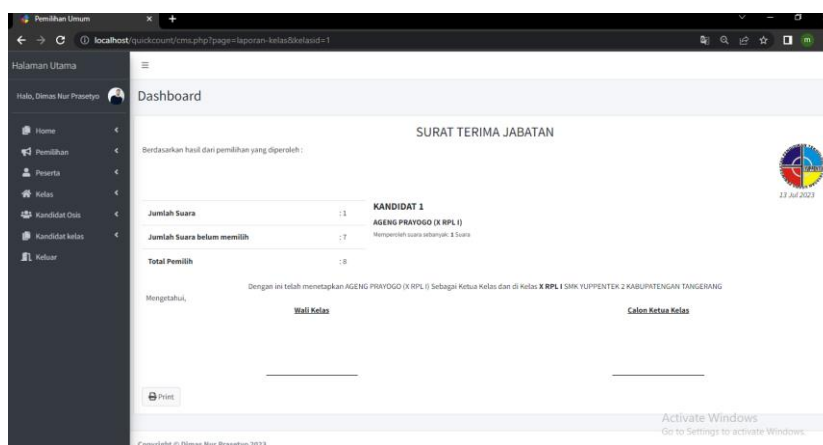 Pemilihan Umum
localhost/quickcount/cms.php?page=laporan-kelas&kelasid=1
m
Halaman Utama
Halo, Dimas Nur Prasetyo
Dashboard
Home
Pemilihan
Peserta
Kelas
Kandidat Osis
Kandidat kelas
Keluar
SURAT TERIMA JABATAN
Berdasarkan hasil dari pemilihan yang diperoleh :
13 Jul 2023
Jumlah Suara : 1
Jumlah Suara belum memilih : 7
Total Pemilih : 8
KANDIDAT 1
AGENG PRAYOGO (X RPL I)
Memperoleh suara sebanyak: 1 Suara
Dengan ini telah menetapkan AGENG PRAYOGO (X RPL I) Sebagai Ketua Kelas dan di Kelas X RPL I SMK YUPPENTEK 2 KABUPATENGAN TANGERANG
Mengetahui,
Wali Kelas
Calon Ketua Kelas
Print
Activate Windows
Go to Settings to activate Windows.
Copyright © Dimas Nur Prasetyo 2023